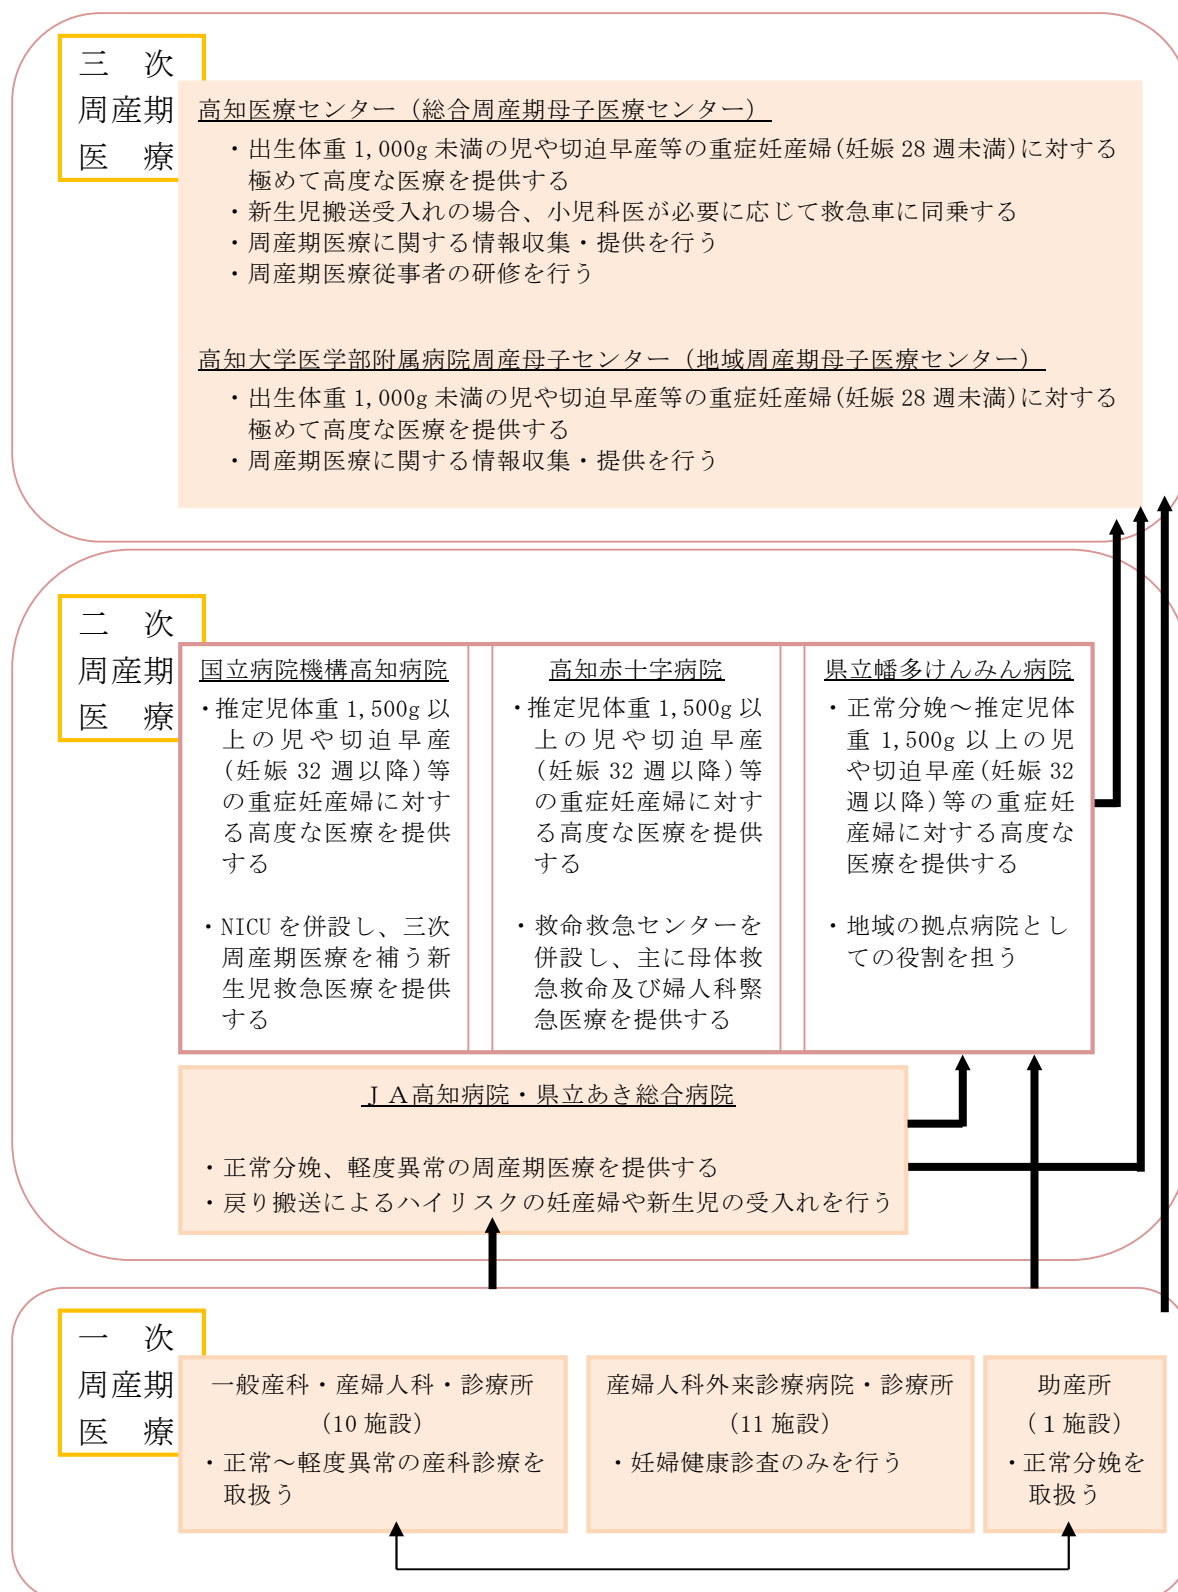 三　次
周産期
医　療
高知医療センター（総合周産期母子医療センター）
・出生体重 1,000g 未満の児や切迫早産等の重症妊産婦(妊娠 28 週未満)に対する
極めて高度な医療を提供する
・新生児搬送受入れの場合、小児科医が必要に応じて救急車に同乗する
・周産期医療に関する情報収集・提供を行う
・周産期医療従事者の研修を行う
高知大学医学部附属病院周産母子センター（地域周産期母子医療センター）
・出生体重 1,000g 未満の児や切迫早産等の重症妊産婦(妊娠 28 週未満)に対する
極めて高度な医療を提供する
・周産期医療に関する情報収集・提供を行う
二　次
周産期
医　療
国立病院機構高知病院
・推定児体重 1,500g 以
上の児や切迫早産
(妊娠 32 週以降)等
の重症妊産婦に対す
る高度な医療を提供
する
・NICU を併設し、三次
周産期医療を補う新
生児救急医療を提供
する
高知赤十字病院
・推定児体重 1,500g 以
上の児や切迫早産
(妊娠 32 週以降)等
の重症妊産婦に対す
る高度な医療を提供
する
・救命救急センターを
併設し、主に母体救
急救命及び婦人科緊
急医療を提供する
県立幡多けんみん病院
・正常分娩～推定児体
重 1,500g 以上の児
や切迫早産(妊娠 32
週以降)等の重症妊
産婦に対する高度な
医療を提供する
・地域の拠点病院とし
ての役割を担う
ＪＡ高知病院・県立あき総合病院
・正常分娩、軽度異常の周産期医療を提供する
・戻り搬送によるハイリスクの妊産婦や新生児の受入れを行う
一　次
周産期
医　療
一般産科・産婦人科・診療所
(10 施設)
・正常～軽度異常の産科診療を
取扱う
産婦人科外来診療病院・診療所
(11 施設)
・妊婦健康診査のみを行う
助産所
(１施設)
・正常分娩を
取扱う